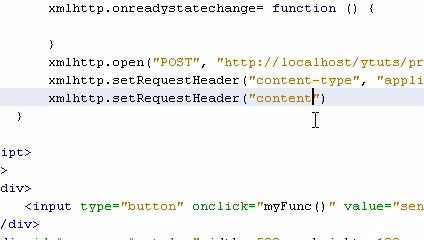 xmlhttp.onreadystatechange= function () {
}
xmlhttp.open("POST", "http://localhost/ytuts/pr
xmlhttp.setRequestHeader("content-type", "appli
xmlhttp.setRequestHeader("content")
}
ipt>
>
div>
<input type="button" onclick="myFunc()" value="sen
/div>